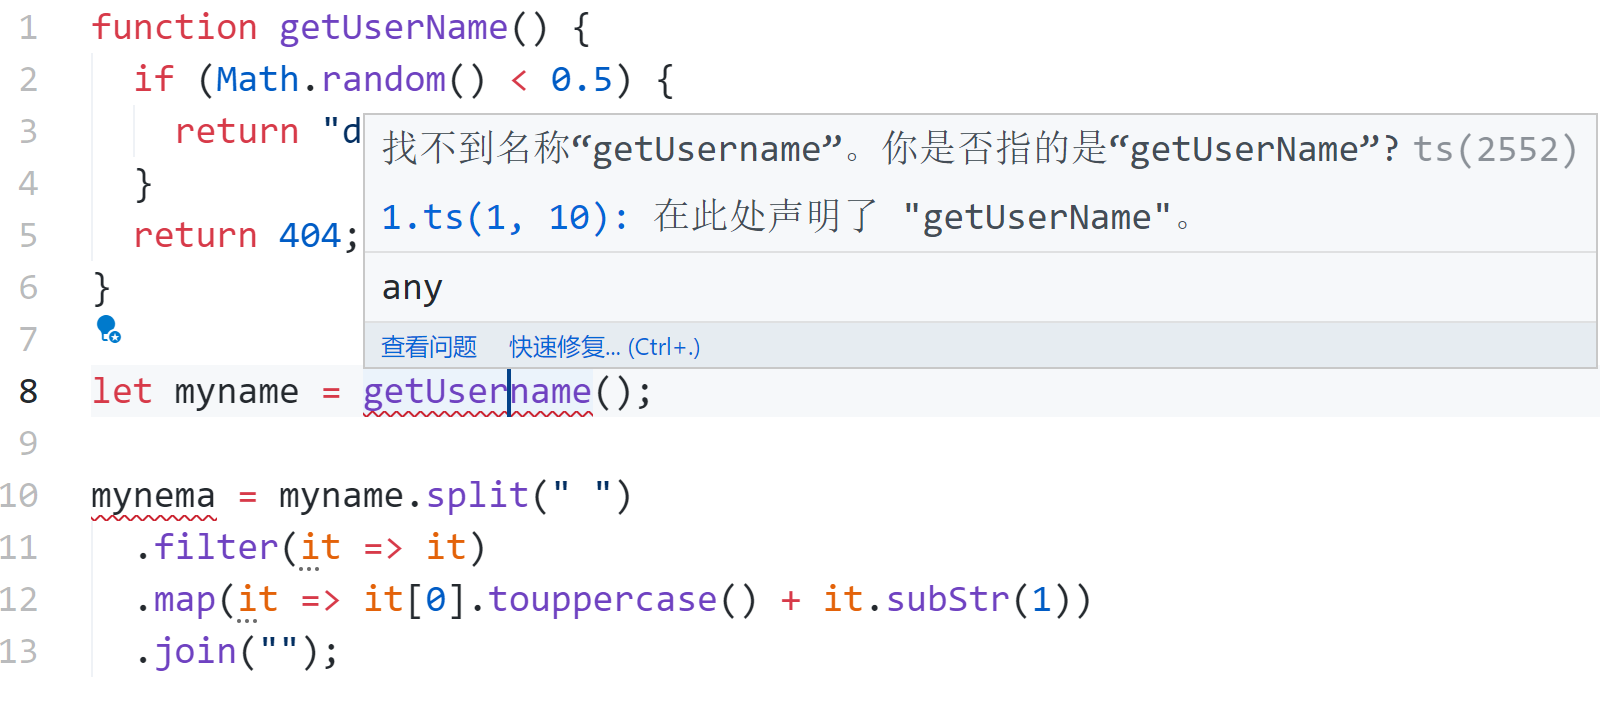 1 function getUserName() {
2 if (Math.random() < 0.5) {
3 return "d
找不到名称“getUsername”。你是否指的是“getUserName”? ts(2552)
4 }
1.ts(1, 10): 在此处声明了 "getUserName"。
5 return 404;
6 }
any
7
查看问题 快速修复... (Ctrl+.)
8 let myname = getUsername();
9
10 mynema = myname.split(" ")
11 .filter(it => it)
12 .map(it => it[0].touppercase() + it.subStr(1))
13 .join("");